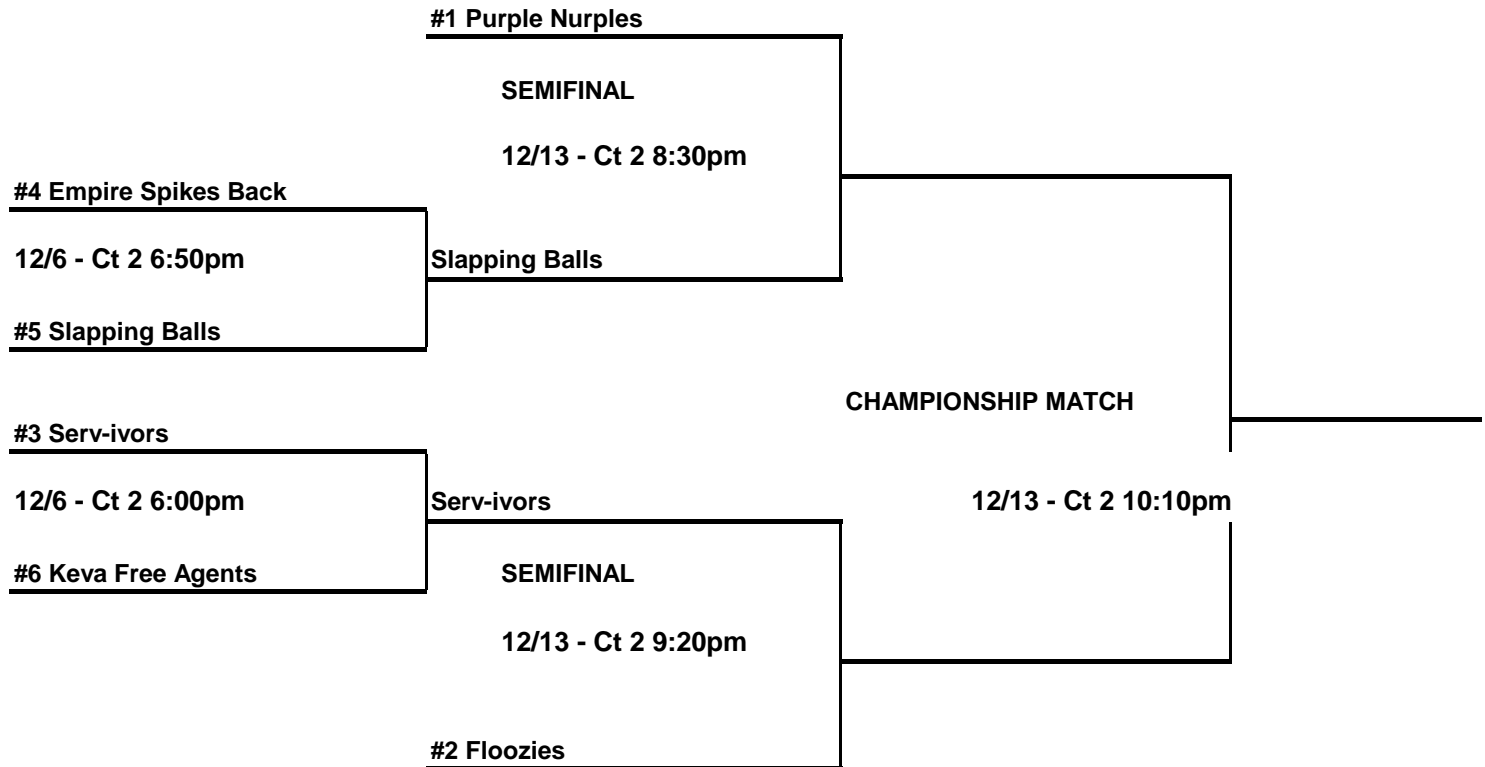 #1 Purple Nurples
SEMIFINAL
12/13 - Ct 2 8:30pm
#4 Empire Spikes Back
12/6 - Ct 2 6:50pm
Slapping Balls
#5 Slapping Balls
CHAMPIONSHIP MATCH
#3 Serv-ivors
12/6 - Ct 2 6:00pm
Serv-ivors
12/13 - Ct 2 10:10pm
#6 Keva Free Agents
SEMIFINAL
12/13 - Ct 2 9:20pm
#2 Floozies